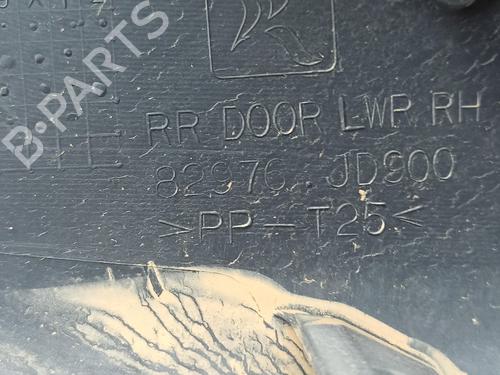 B-PARTS
RR DOOR LWR RH
82976 JD900
>PP-T25<